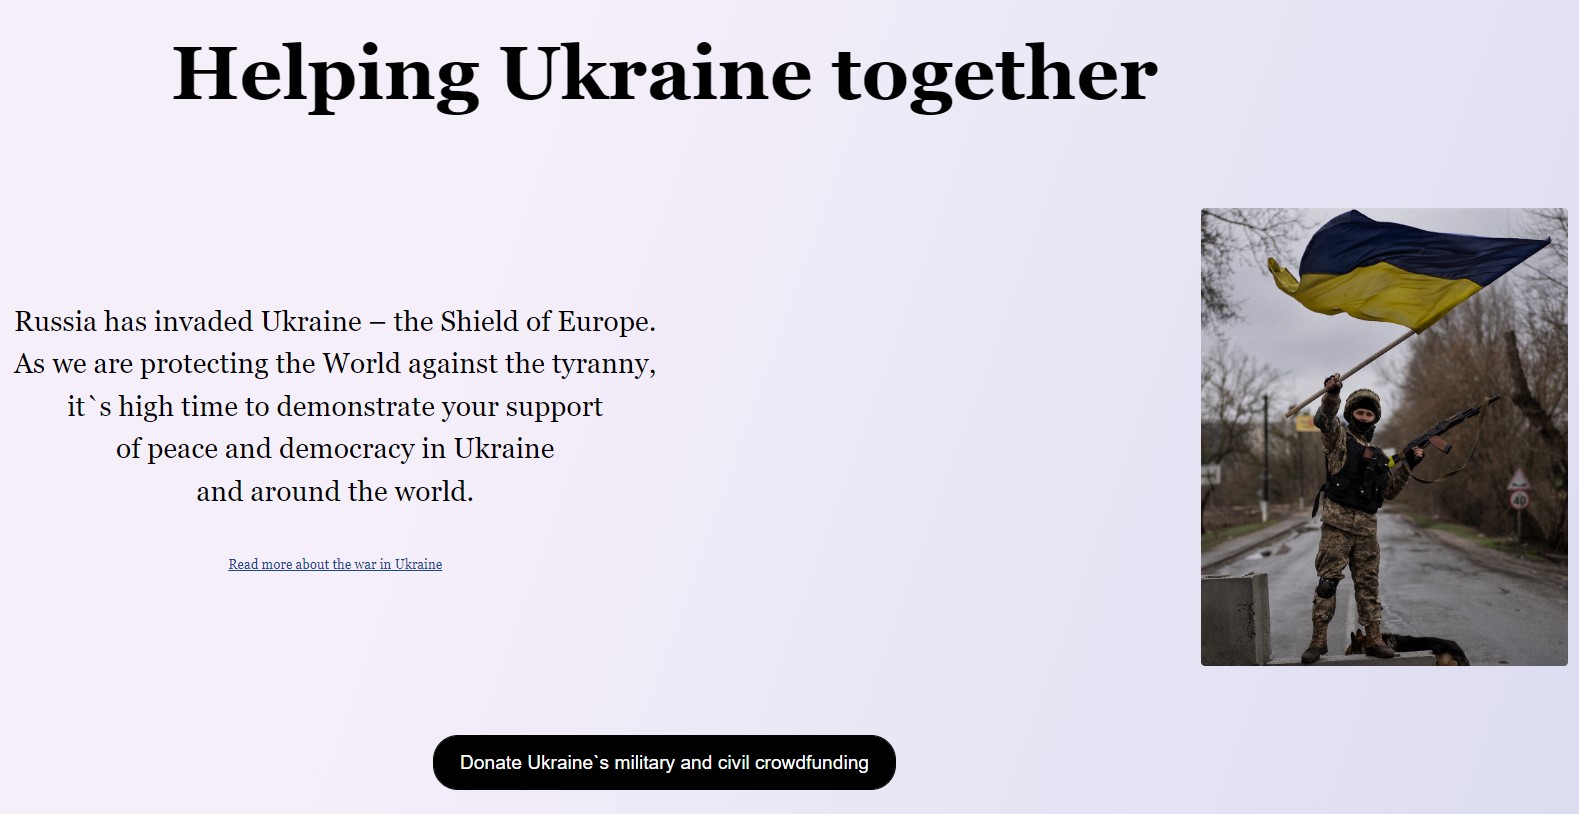 Helping Ukraine together
Russia has invaded Ukraine – the Shield of Europe.
As we are protecting the World against the tyranny,
it`s high time to demonstrate your support
of peace and democracy in Ukraine
and around the world.
Read more about the war in Ukraine
40
Donate Ukraine`s military and civil crowdfunding